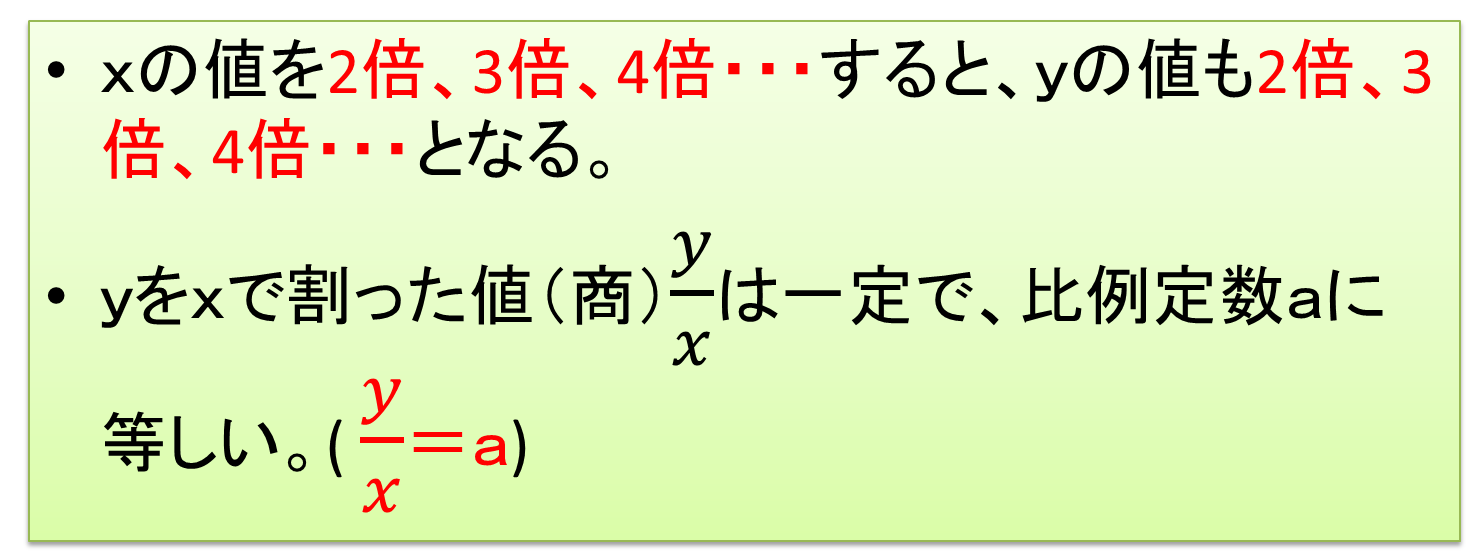 • xの値を2倍、3倍、4倍・・・すると、yの値も2倍、3
倍、4倍・・・となる。
• yをxで割った値（商）y/xは一定で、比例定数aに
等しい。(y/x＝a)